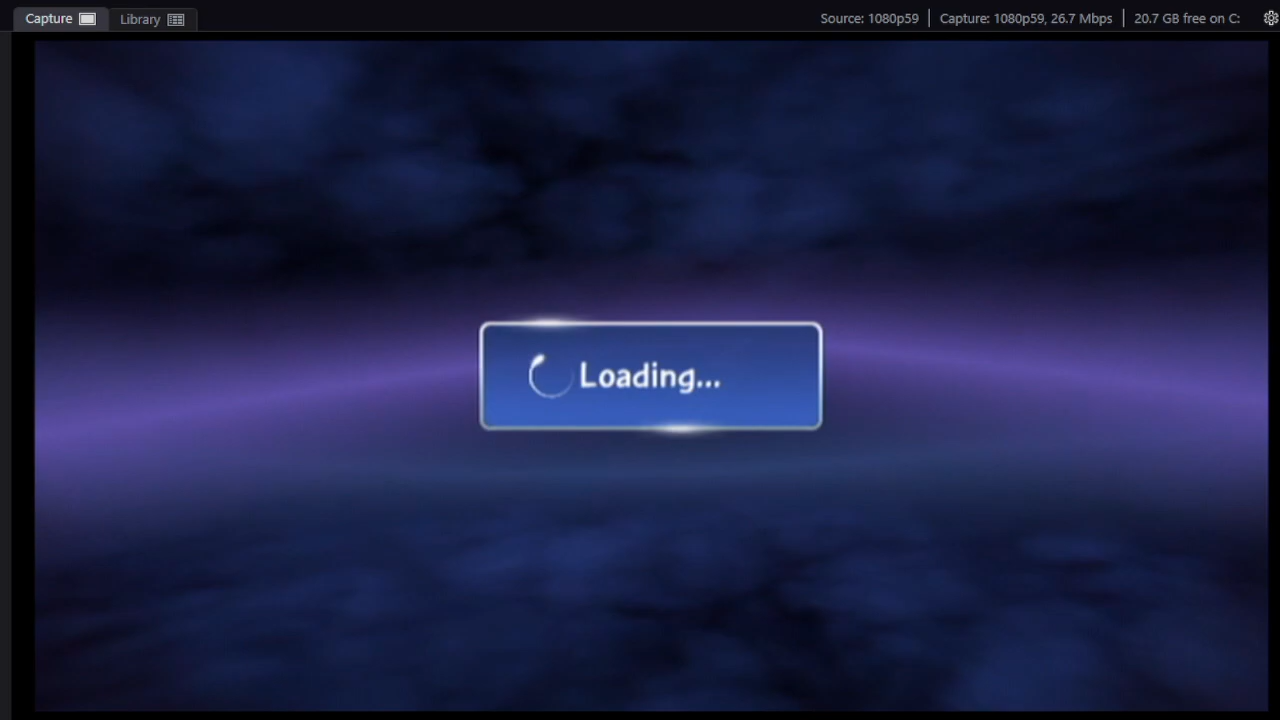 Capture
Library
Source: 1080p59
Capture: 1080p59, 26.7 Mbps
20.7 GB free on C:
Loading...